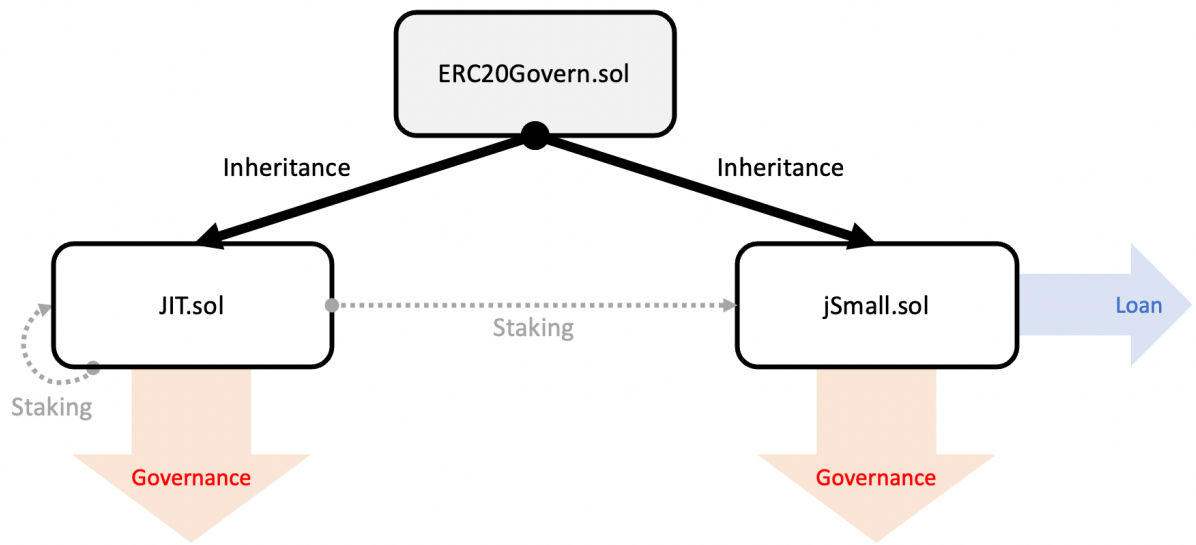 ERC20Govern.sol
Inheritance
Inheritance
JIT.sol
jSmall.sol
Loan
Staking
Staking
Governance
Governance